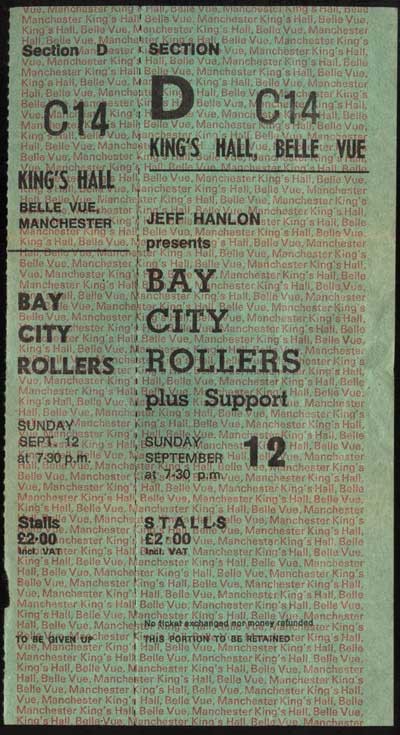 Section D
C14
KING'S HALL
BELLE VUE,
MANCHESTER
BAY
CITY
ROLLERS
SUNDAY
SEPT. 12
at 7-30 p.m.
Stalls
£2·00
Incl. VAT
TO BE GIVEN UP
SECTION
D C14
KING'S HALL, BELLE VUE
JEFF HANLON
presents
BAY
CITY
ROLLERS
plus Support
SUNDAY
SEPTEMBER 12
at 7-30 p.m.
STALLS
£2·00
Incl. VAT
No ticket exchanged nor money refunded
THIS PORTION TO BE RETAINED